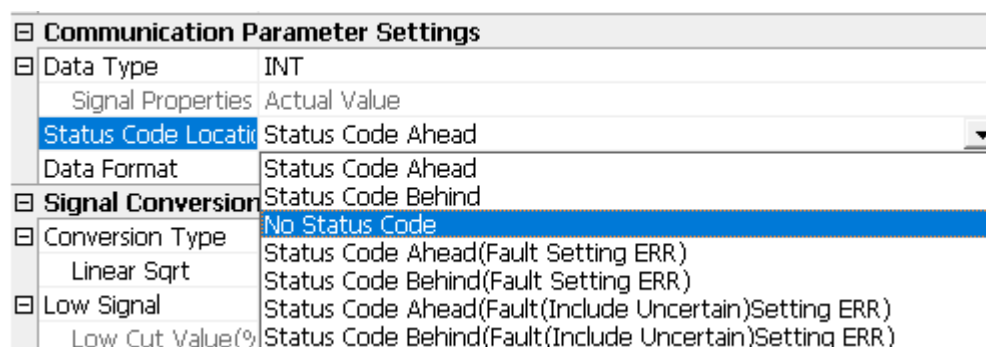 Communication Parameter Settings
Data Type INT
Signal Properties Actual Value
Status Code Locatic Status Code Ahead
Data Format Status Code Ahead
Status Code Behind
Signal Conversion No Status Code
Conversion Type Status Code Ahead(Fault Setting ERR)
Linear Sqrt Status Code Behind(Fault Setting ERR)
Low Signal Status Code Ahead(Fault(Include Uncertain)Setting ERR)
Low Cut Value(% Status Code Behind(Fault(Include Uncertain)Setting ERR)